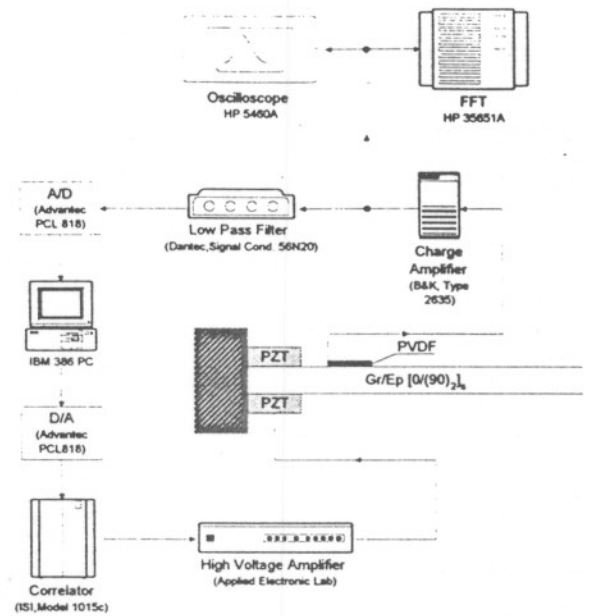 Oscilloscope
HP 5460A
FFT
HP 35651A
A/D
(Advantec
PCL 818)
Low Pass Filter
(Dantec,Signal Cond. 56N20)
Charge
Amplifier
(B&K, Type
2635)
IBM 386 PC
PZT
PVDF
Gr/Ep [0/(90)₂]ₛ
PZT
D/A
(Advantec
PCL818)
High Voltage Amplifier
(Applied Electronic Lab)
Correlator
(ISI,Model 1015c)